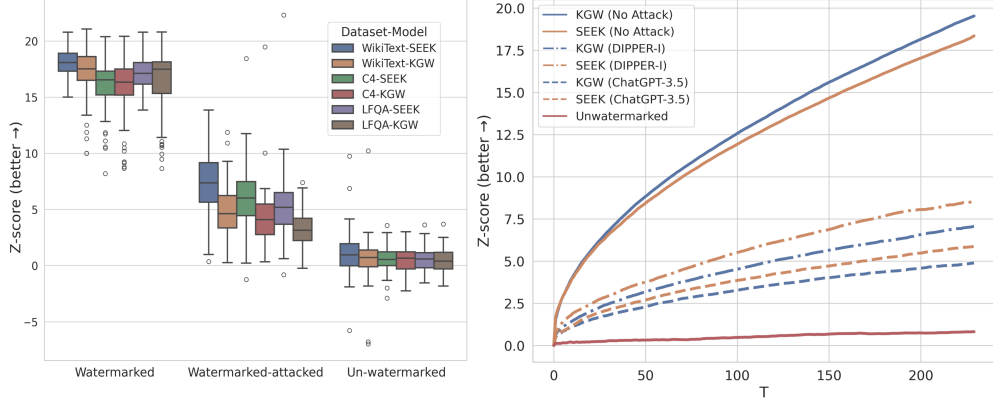 Z-score (better →)
20
15
10
5
0
−5
Dataset-Model
WikiText-SEEK
WikiText-KGW
C4-SEEK
C4-KGW
LFQA-SEEK
LFQA-KGW
Watermarked
Watermarked-attacked
Un-watermarked
Z-score (better →)
20.0
17.5
15.0
12.5
10.0
7.5
5.0
2.5
0.0
KGW (No Attack)
SEEK (No Attack)
KGW (DIPPER-I)
SEEK (DIPPER-I)
KGW (ChatGPT-3.5)
SEEK (ChatGPT-3.5)
Unwatermarked
0
50
100
150
200
T